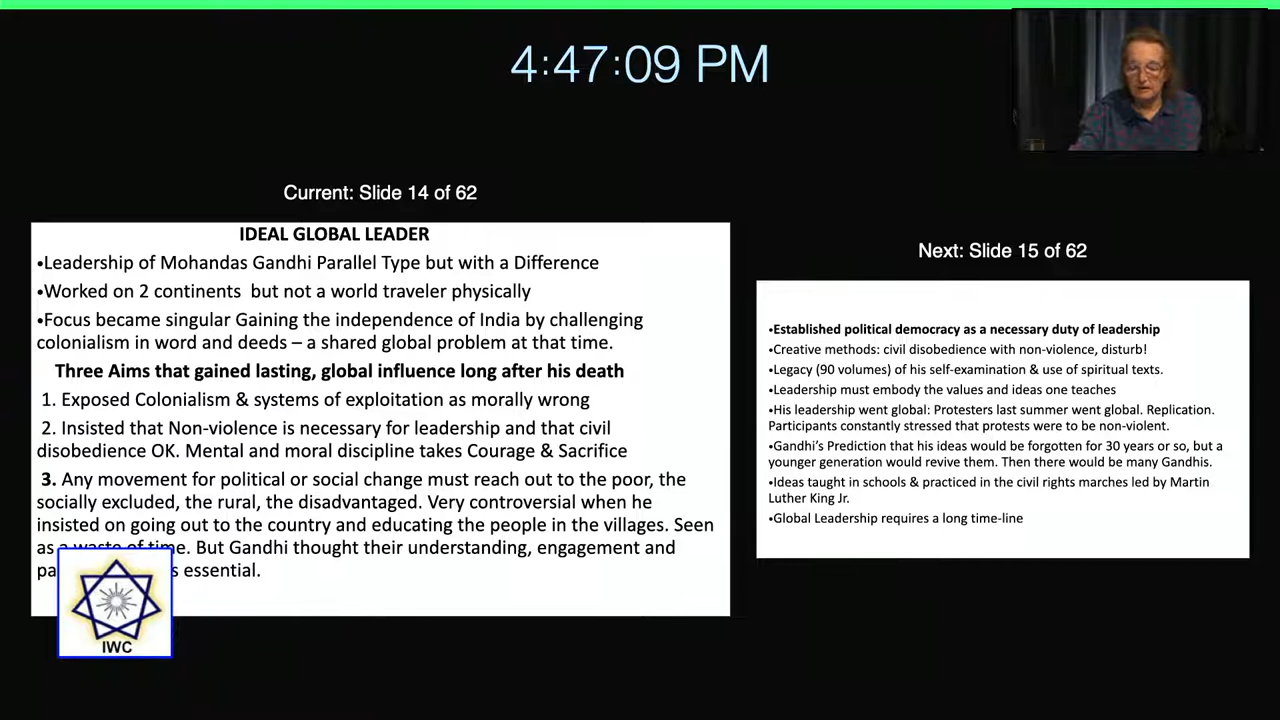 4:47:09 PM
Current: Slide 14 of 62
IDEAL GLOBAL LEADER
•Leadership of Mohandas Gandhi Parallel Type but with a Difference
•Worked on 2 continents but not a world traveler physically
•Focus became singular Gaining the independence of India by challenging
colonialism in word and deeds – a shared global problem at that time.
Three Aims that gained lasting, global influence long after his death
1. Exposed Colonialism & systems of exploitation as morally wrong
2. Insisted that Non-violence is necessary for leadership and that civil
disobedience OK. Mental and moral discipline takes Courage & Sacrifice
3. Any movement for political or social change must reach out to the poor, the
socially excluded, the rural, the disadvantaged. Very controversial when he
insisted on going out to the country and educating the people in the villages. Seen
as a waste of time. But Gandhi thought their understanding, engagement and
essential.
IWC
Next: Slide 15 of 62
•Established political democracy as a necessary duty of leadership
•Creative methods: civil disobedience with non-violence, disturb!
•Legacy (90 volumes) of his self-examination & use of spiritual texts.
•Leadership must embody the values and ideas one teaches
•His leadership went global: Protesters last summer went global. Replication.
Participants constantly stressed that protests were to be non-violent.
•Gandhi's Prediction that his ideas would be forgotten for 30 years or so, but a
younger generation would revive them. Then there would be many Gandhis.
•Ideas taught in schools & practiced in the civil rights marches led by Martin
Luther King Jr.
•Global Leadership requires a long time-line